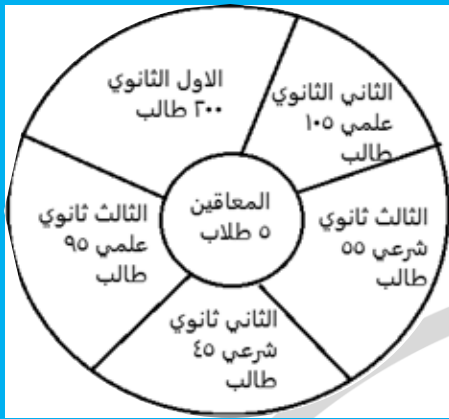 الاول الثانوي
٢٠٠ طالب
الثاني الثانوي
علمي ١٠٥
طالب
المعاقين
٥ طلاب
الثالث ثانوي
علمي ٩٥
طالب
الثالث ثانوي
شرعي ٥٥
طالب
الثاني ثانوي
شرعي ٤٥
طالب